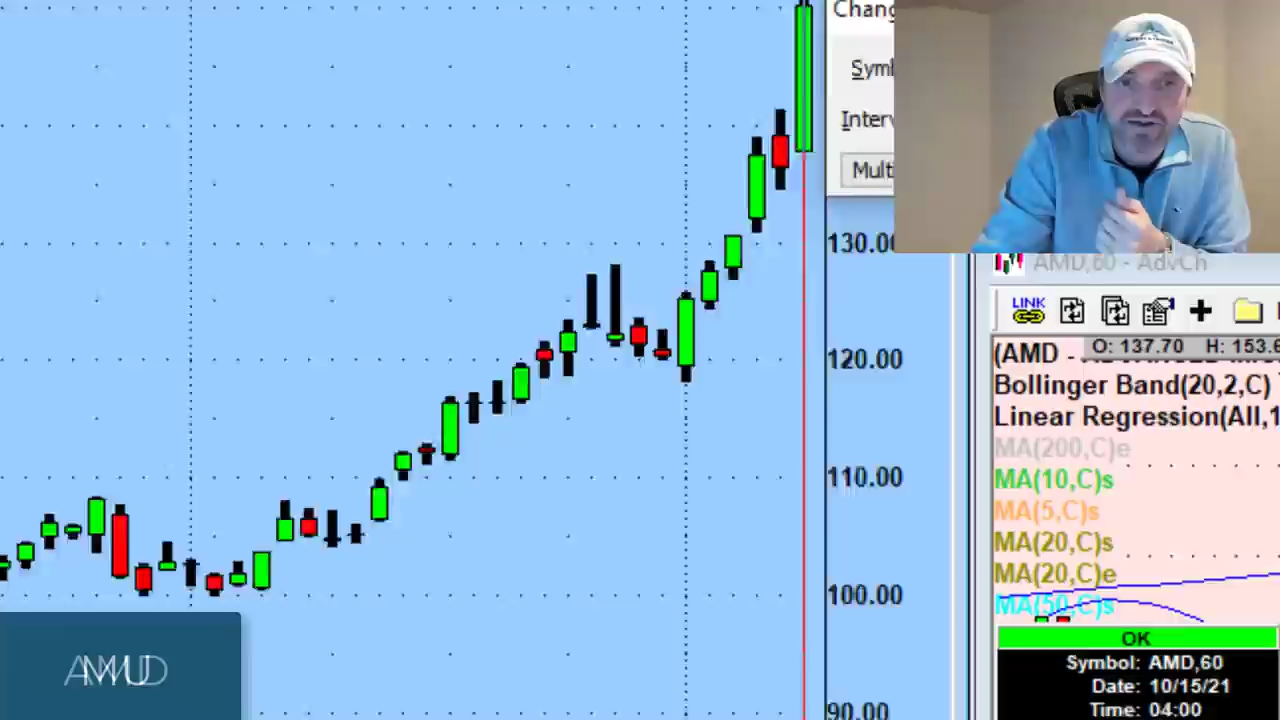 Chang
Symb
Interv
Multi
130.00
120.00
110.00
100.00
90.00
AMD,60 - AdvCh
LINK
O: 137.70 H: 153.6
(AMD -
Bollinger Band(20,2,C)
Linear Regression(All,1
MA(200,C)e
MA(10,C)s
MA(5,C)s
MA(20,C)s
MA(20,C)e
MA(50,C)s
OK
Symbol: AMD,60
Date: 10/15/21
Time: 04:00